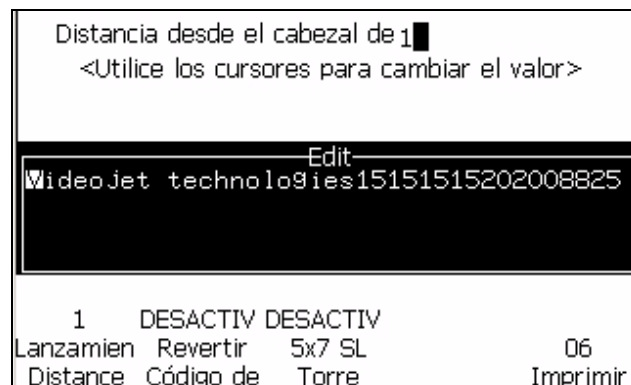 Distancia desde el cabezal de 1
<Utilice los cursores para cambiar el valor>
Edit
VideoJet technologies15151515202008825
1 DESACTIV DESACTIV
Lanzamien Revertir 5x7 SL 06
Distance Código de Torre Imprimir